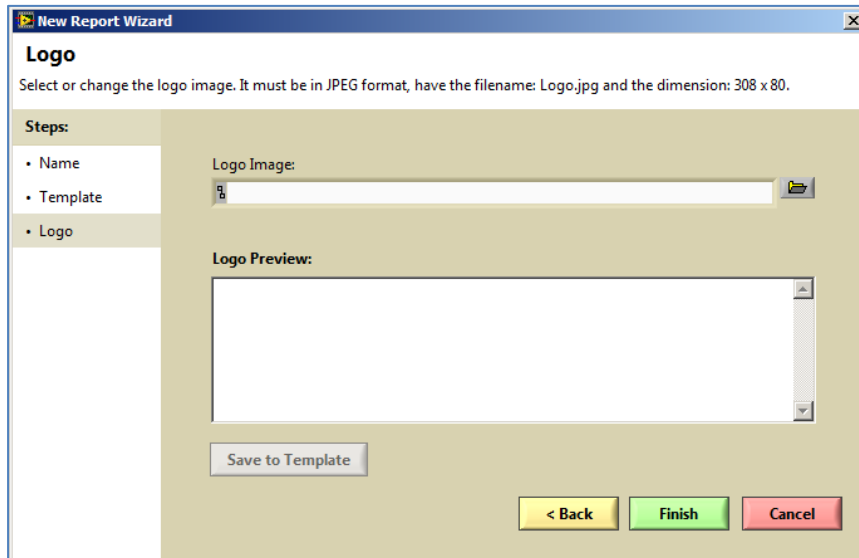 New Report Wizard
Logo
Select or change the logo image. It must be in JPEG format, have the filename: Logo.jpg and the dimension: 308 x 80.
Steps:
• Name
• Template
• Logo
Logo Image:
Logo Preview:
Save to Template
< Back
Finish
Cancel